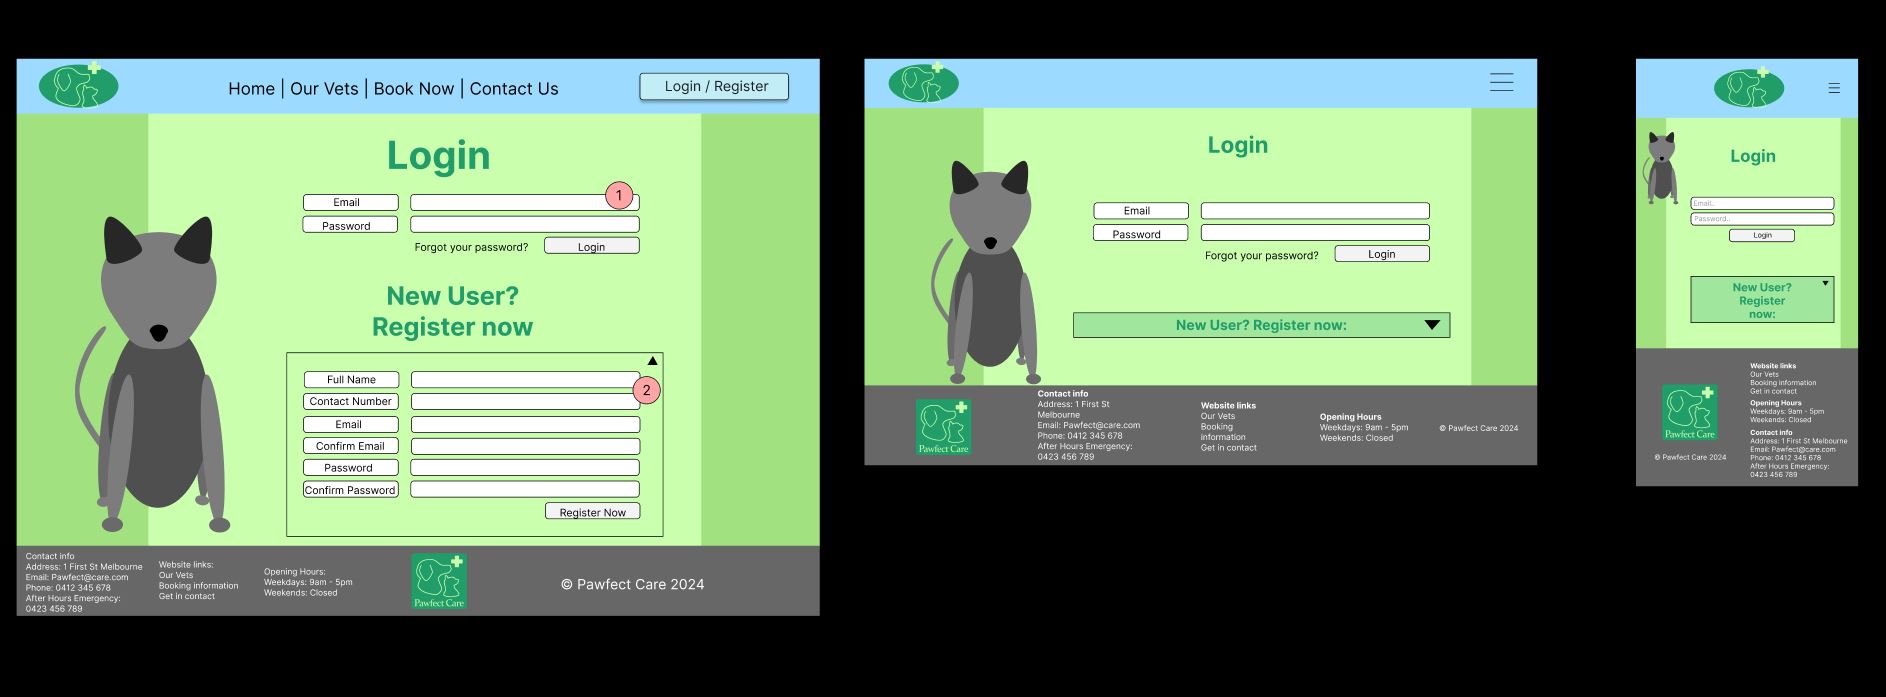 Home | Our Vets | Book Now | Contact Us
Login / Register
Login
Email
1
Password
Forgot your password?
Login
New User?
Register now
Full Name
2
Contact Number
Email
Confirm Email
Password
Confirm Password
Register Now
Contact info
Address: 1 First St Melbourne
Email: Pawfect@care.com
Phone: 0412 345 678
After Hours Emergency:
0423 456 789
Website links:
Our Vets
Booking information
Get in contact
Opening Hours:
Weekdays: 9am - 5pm
Weekends: Closed
Pawfect Care
© Pawfect Care 2024
Login
Email
Password
Forgot your password?
Login
New User? Register now:
Pawfect Care
Contact info
Address: 1 First St
Melbourne
Email: Pawfect@care.com
Phone: 0412 345 678
After Hours Emergency:
0423 456 789
Website links
Our Vets
Booking
information
Get in contact
Opening Hours
Weekdays: 9am - 5pm
Weekends: Closed
© Pawfect Care 2024
Login
Email..
Password..
Login
New User?
Register
now:
Pawfect Care
© Pawfect Care 2024
Website links
Our Vets
Booking information
Get in contact
Opening Hours
Weekdays: 9am - 5pm
Weekends: Closed
Contact info
Address: 1 First St Melbourne
Email: Pawfect@care.com
Phone: 0412 345 678
After Hours Emergency:
0423 456 789